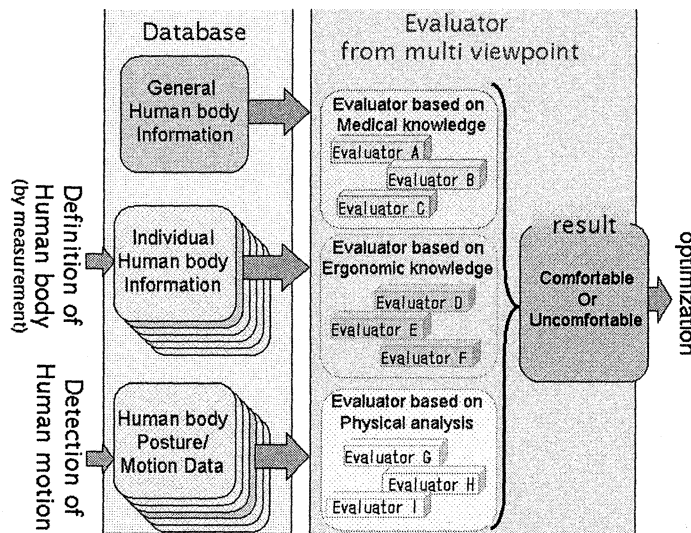 Database
Evaluator
from multi viewpoint
General
Human body
Information
Evaluator based on
Medical knowledge
Evaluator A
Evaluator B
Evaluator C
Definition of
Human body
(by measurement)
Individual
Human body
Information
Evaluator based on
Ergonomic knowledge
Evaluator D
Evaluator E
Evaluator F
Detection of
Human motion
Human body
Posture/
Motion Data
Evaluator based on
Physical analysis
Evaluator G
Evaluator H
Evaluator I
result
Comfortable
Or
Uncomfortable
optimization